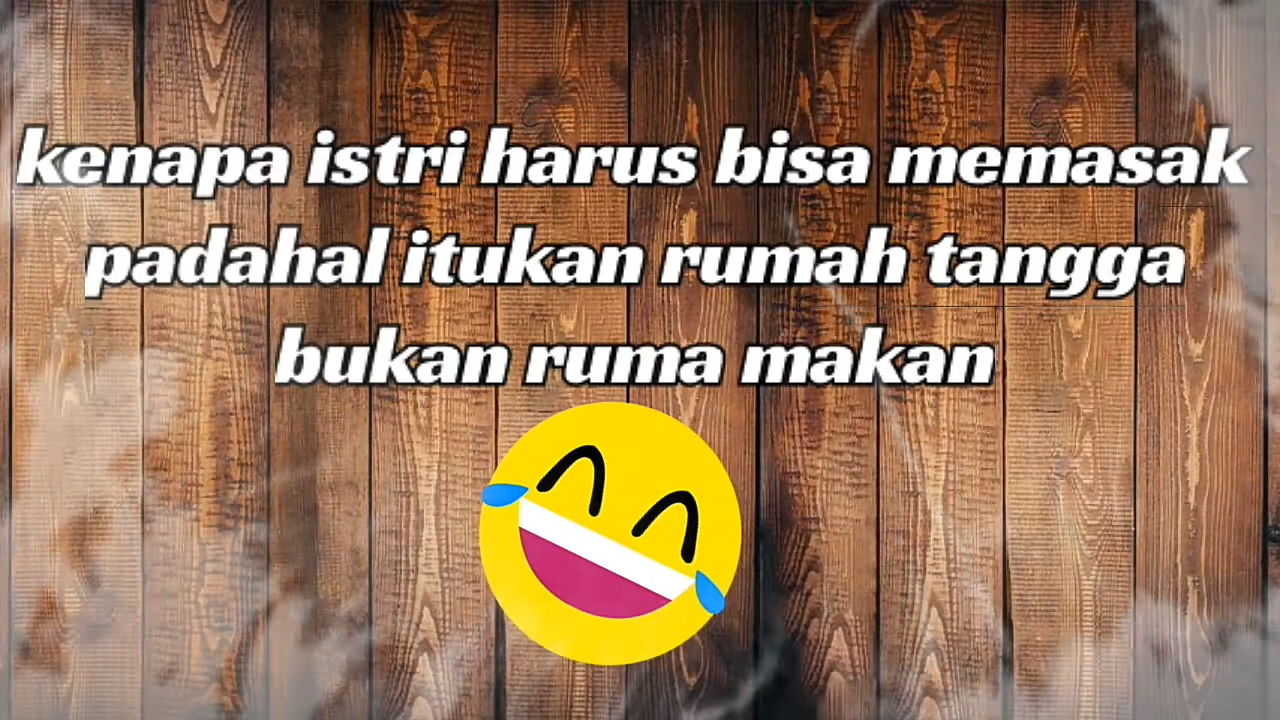 kenapa istri harus bisa memasak
padahal itukan rumah tangga
bukan ruma makan